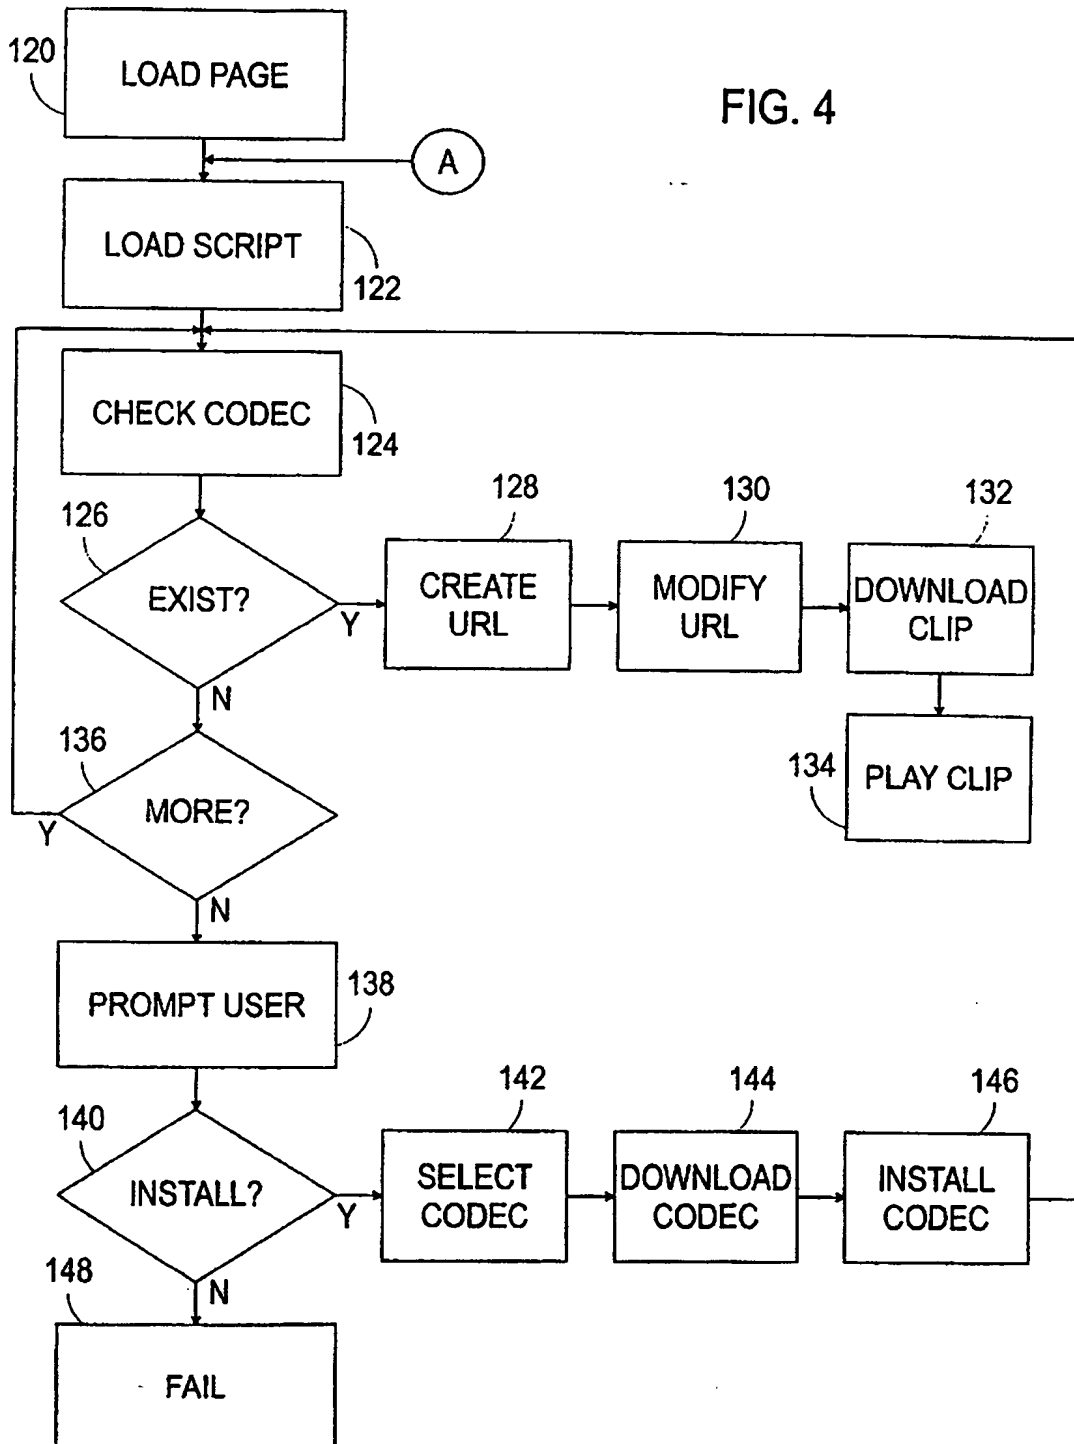 120
LOAD PAGE
FIG. 4
A
LOAD SCRIPT
122
CHECK CODEC
124
126
EXIST?
Y
N
128
CREATE
URL
130
MODIFY
URL
132
DOWNLOAD
CLIP
134
PLAY CLIP
136
MORE?
Y
N
PROMPT USER
138
140
INSTALL?
Y
N
142
SELECT
CODEC
144
DOWNLOAD
CODEC
146
INSTALL
CODEC
148
FAIL